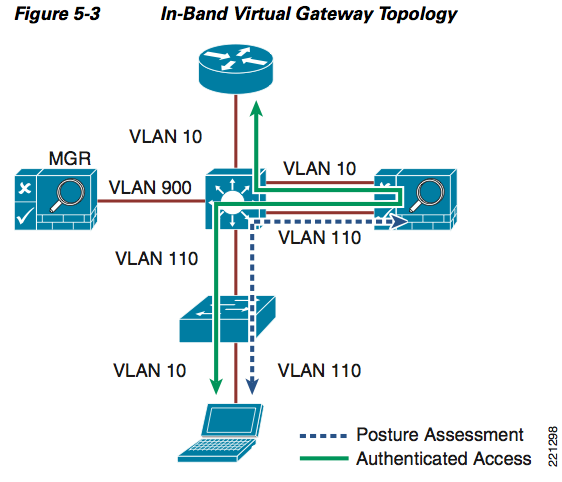 Figure 5-3 In-Band Virtual Gateway Topology
VLAN 10
MGR
VLAN 10
VLAN 900
VLAN 110
VLAN 110
VLAN 10
VLAN 110
Posture Assessment
Authenticated Access
221298